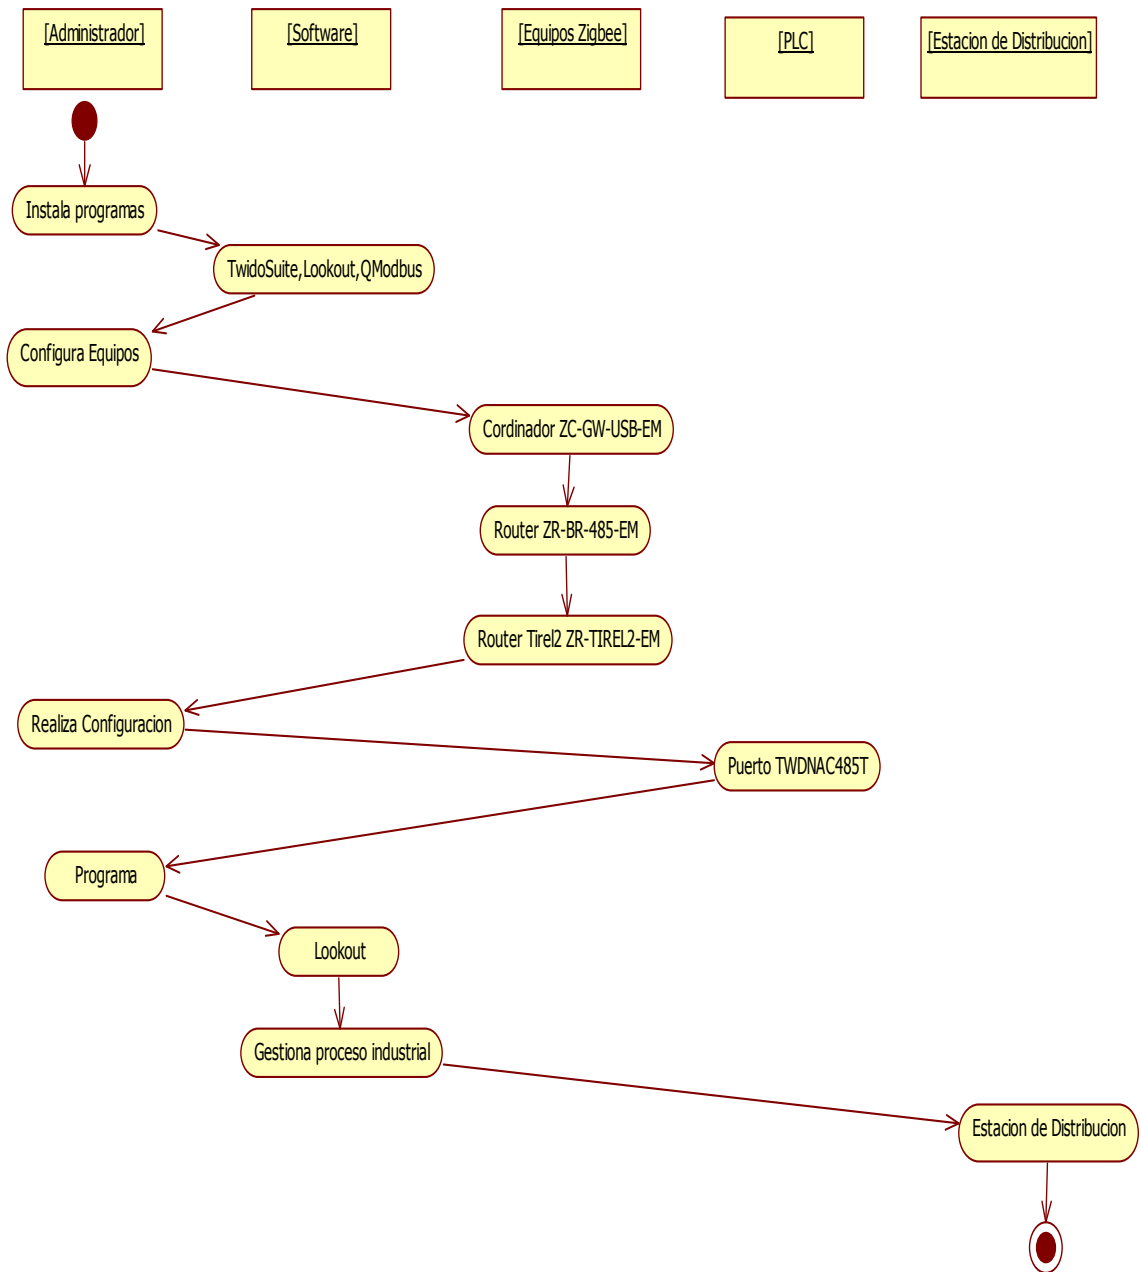 [Administrador]
[Software]
[Equipos Zigbee]
[PLC]
[Estacion de Distribucion]
Instala programas
TwidoSuite,Lookout,QModbus
Configura Equipos
Cordinador ZC-GW-USB-EM
Router ZR-BR-485-EM
Router Tirel2 ZR-TIREL2-EM
Realiza Configuracion
Puerto TWDNAC485T
Programa
Lookout
Gestiona proceso industrial
Estacion de Distribucion